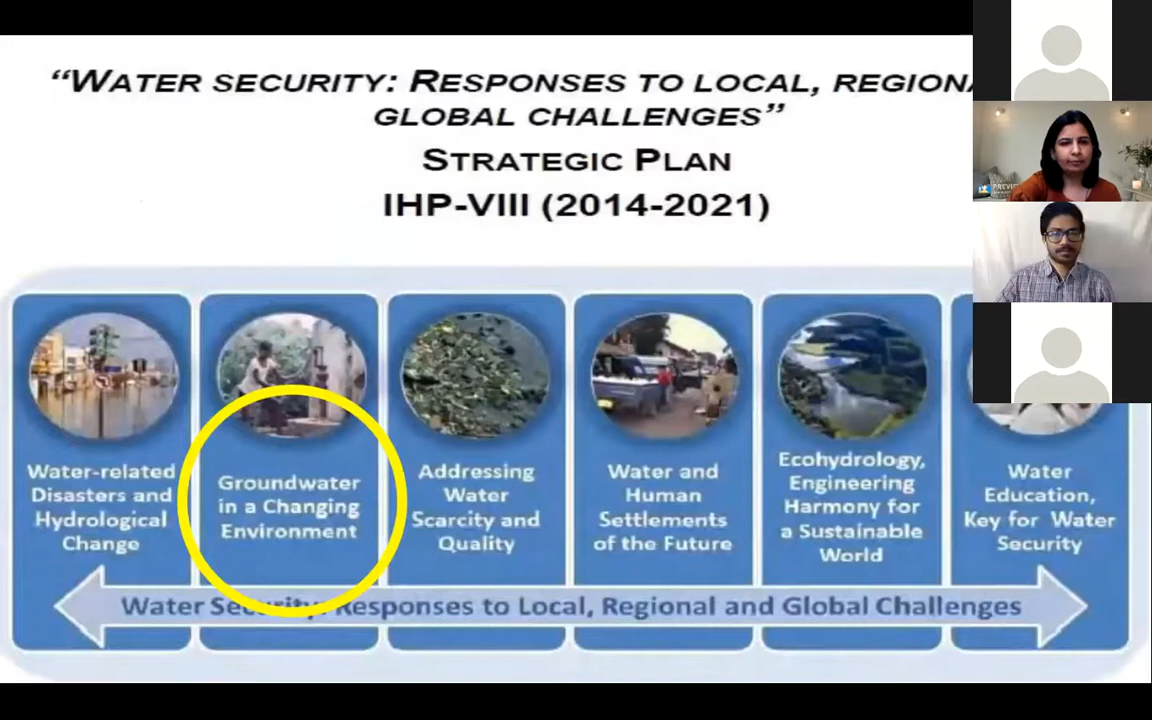 “WATER SECURITY: RESPONSES TO LOCAL, REGIONA
GLOBAL CHALLENGES”
STRATEGIC PLAN
IHP-VIII (2014-2021)
Water-related
Disasters and
Hydrological
Change
Groundwater
in a Changing
Environment
Addressing
Water
Scarcity and
Quality
Water and
Human
Settlements
of the Future
Ecohydrology,
Engineering
Harmony for
a Sustainable
World
Water
Education,
Key for Water
Security
Water Security: Responses to Local, Regional and Global Challenges